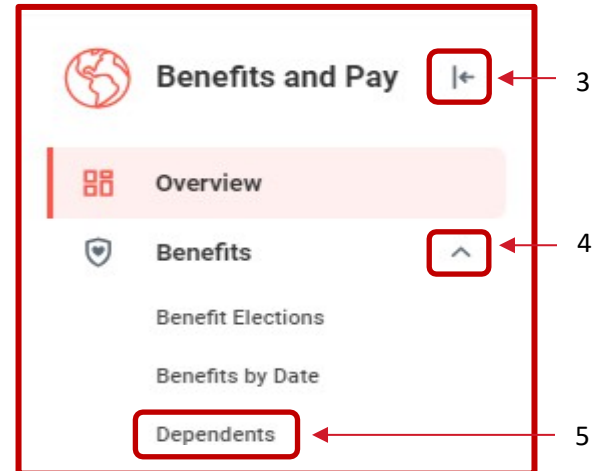 Benefits and Pay
3
Overview
Benefits
4
Benefit Elections
Benefits by Date
Dependents
5